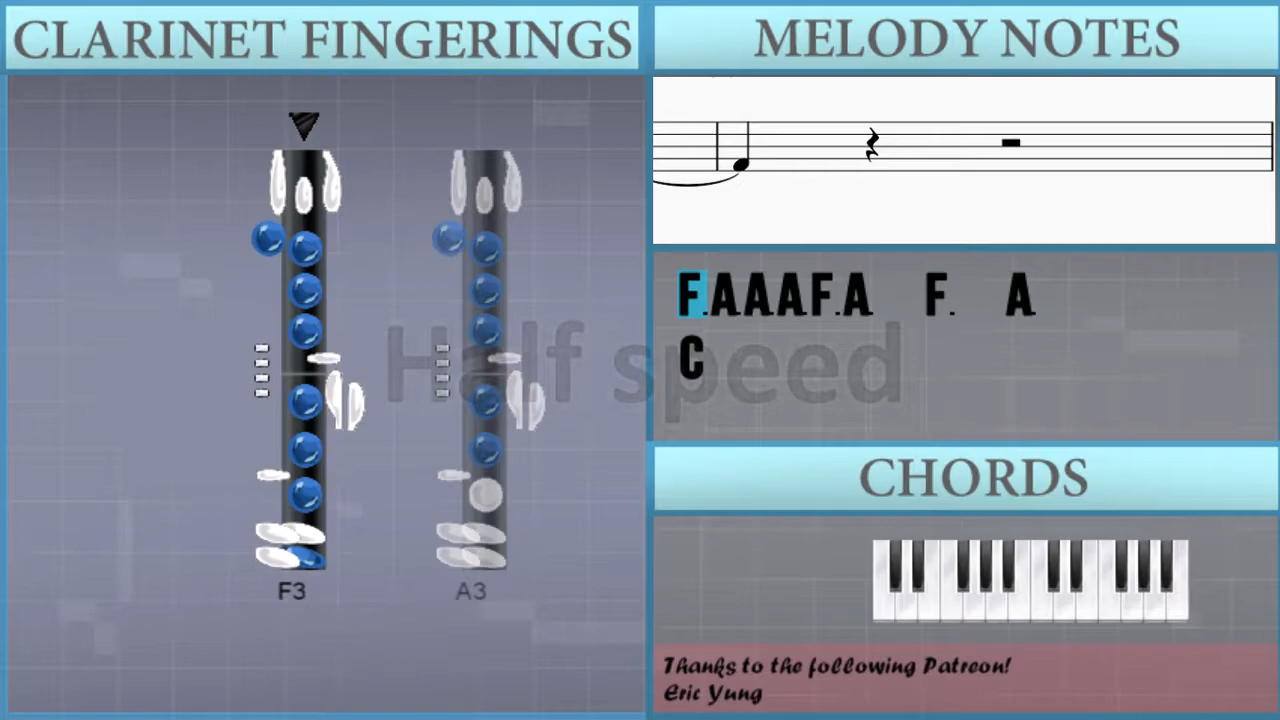 CLARINET FINGERINGS
MELODY NOTES
F.AAAF.A. F. A.
C
Half speed
CHORDS
F3 A3
Thanks to the following Patreon!
Eric Yung